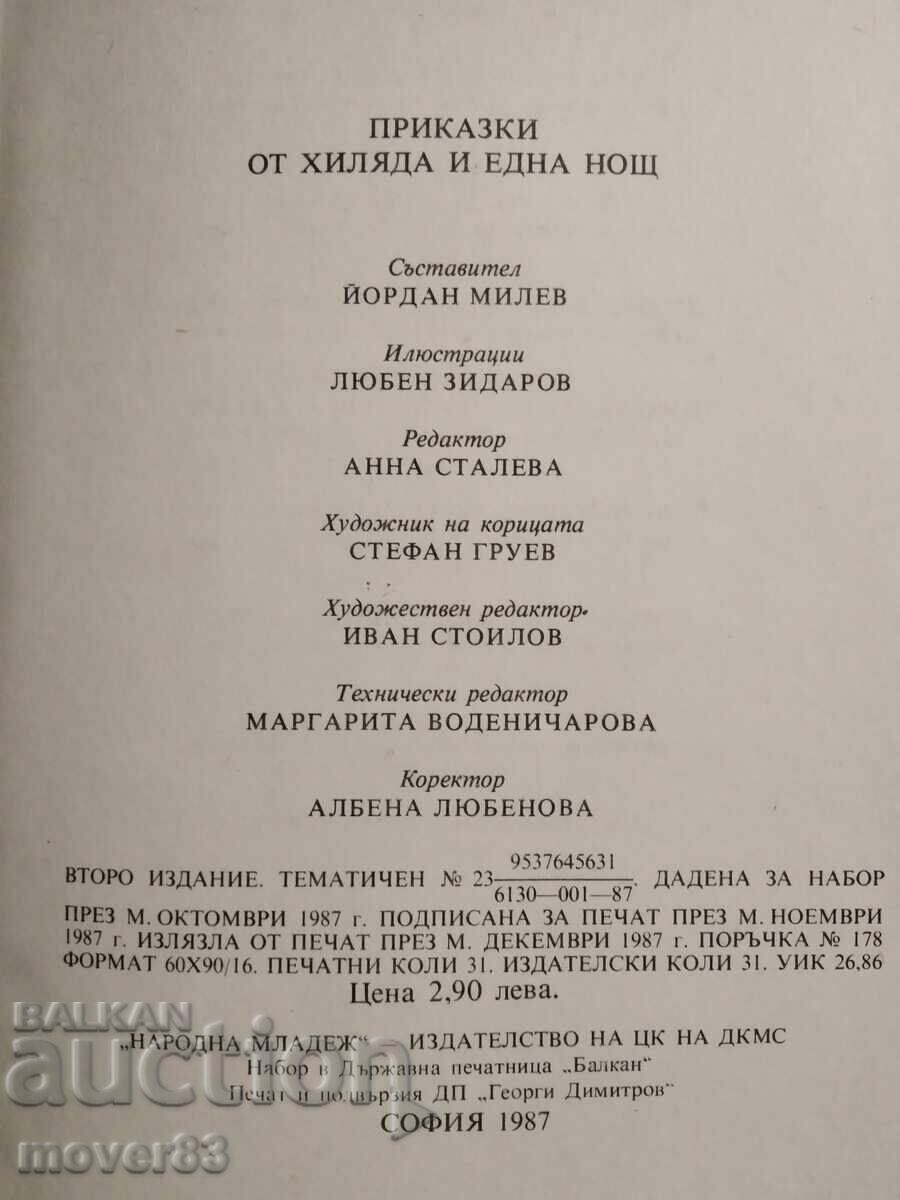 ПРИКАЗКИ
ОТ ХИЛЯДА И ЕДНА НОЩ
Съставител
ЙОРДАН МИЛЕВ
Илюстрации
ЛЮБЕН ЗИДАРОВ
Редактор
АННА СТАЛЕВА
Художник на корицата
СТЕФАН ГРУЕВ
Художествен редактор
ИВАН СТОИЛОВ
Технически редактор
МАРГАРИТА ВОДЕНИЧАРОВА
Коректор
АЛБЕНА ЛЮБЕНОВА
9537645631
ВТОРО ИЗДАНИЕ. ТЕМАТИЧЕН № 23 . ДАДЕНА ЗА НАБОР
6130—001—87
ПРЕЗ М. ОКТОМВРИ 1987 г. ПОДПИСАНА ЗА ПЕЧАТ ПРЕЗ М. НОЕМВРИ
1987 г. ИЗЛЯЗЛА ОТ ПЕЧАТ ПРЕЗ М. ДЕКЕМВРИ 1987 г. ПОРЪЧКА № 178
ФОРМАТ 60X90/16. ПЕЧАТНИ КОЛИ 31. ИЗДАТЕЛСКИ КОЛИ 31. УИК 26,86
Цена 2,90 лева.
„НАРОДНА МЛАДЕЖ“ — ИЗДАТЕЛСТВО НА ЦК НА ДКМС
Набор в Държавна печатница „Балкан“
Печат и подвързия ДП „Георги Димитров“
СОФИЯ 1987
BALKAN
auction
mover83